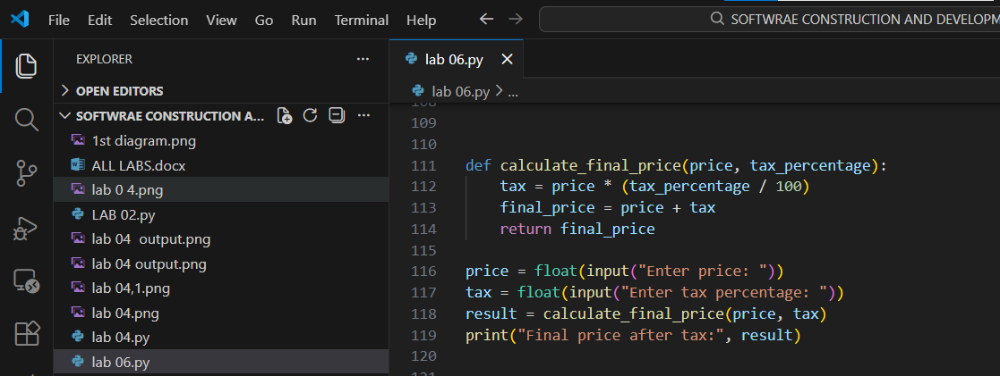 File Edit Selection View Go Run Terminal Help
SOFTWRAE CONSTRUCTION AND DEVELOPM
EXPLORER
OPEN EDITORS
SOFTWRAE CONSTRUCTION A...
1st diagram.png
ALL LABS.docx
lab 0 4.png
LAB 02.py
lab 04  output.png
lab 04 output.png
lab 04,1.png
lab 04.png
lab 04.py
lab 06.py
lab 06.py
lab 06.py > ...
108
109
110
111 def calculate_final_price(price, tax_percentage):
112     tax = price * (tax_percentage / 100)
113     final_price = price + tax
114     return final_price
115
116 price = float(input("Enter price: "))
117 tax = float(input("Enter tax percentage: "))
118 result = calculate_final_price(price, tax)
119 print("Final price after tax:", result)
120
121